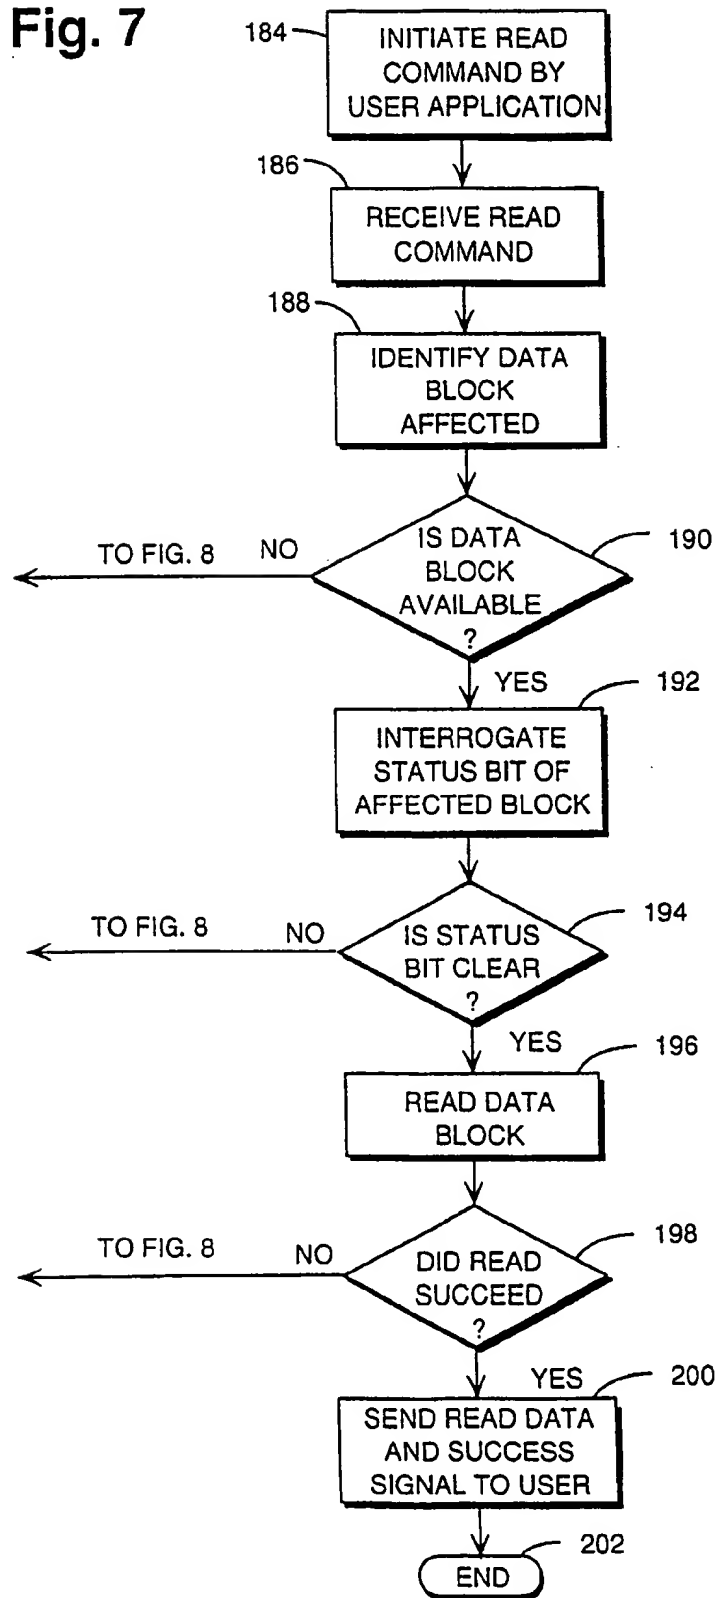 Fig. 7
184
INITIATE READ
COMMAND BY
USER APPLICATION
186
RECEIVE READ
COMMAND
188
IDENTIFY DATA
BLOCK
AFFECTED
190
IS DATA
BLOCK
AVAILABLE
?
TO FIG. 8 NO
YES
192
INTERROGATE
STATUS BIT OF
AFFECTED BLOCK
194
IS STATUS
BIT CLEAR
?
TO FIG. 8 NO
YES
196
READ DATA
BLOCK
198
DID READ
SUCCEED
?
TO FIG. 8 NO
YES
200
SEND READ DATA
AND SUCCESS
SIGNAL TO USER
202
END